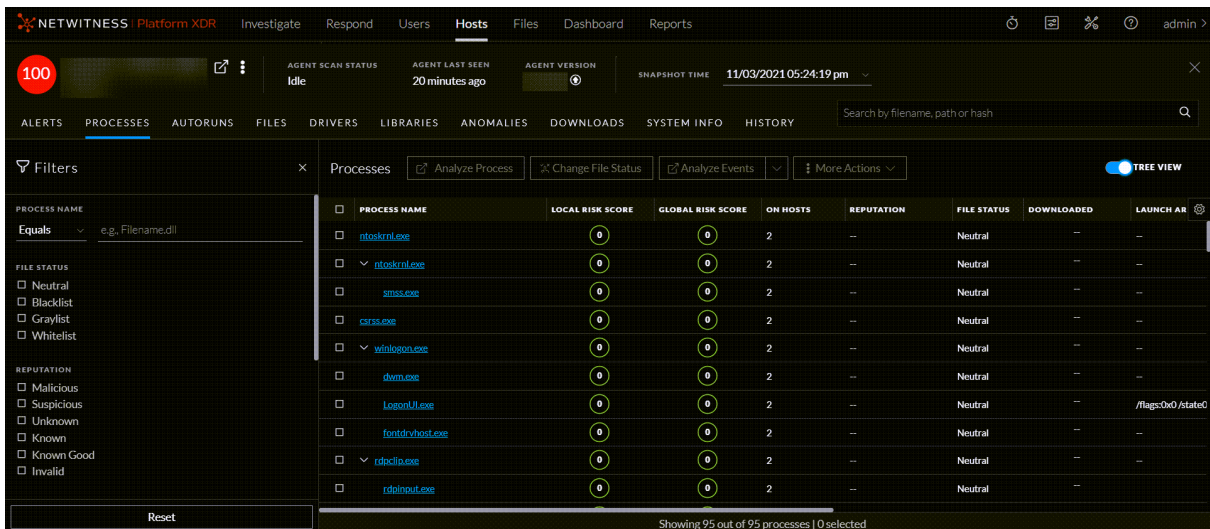 NETWITNESS Platform XDR Investigate Respond Users Hosts Files Dashboard Reports admin >
100 AGENT SCAN STATUS AGENT LAST SEEN AGENT VERSION SNAPSHOT TIME 11/03/2021 05:24:19 pm
Idle 20 minutes ago
ALERTS PROCESSES AUTORUNS FILES DRIVERS LIBRARIES ANOMALIES DOWNLOADS SYSTEM INFO HISTORY Search by filename, path or hash
Filters × Processes Analyze Process Change File Status Analyze Events More Actions TREE VIEW
PROCESS NAME
Equals e.g., Filename.dll
FILE STATUS
Neutral
Blacklist
Graylist
Whitelist
REPUTATION
Malicious
Suspicious
Unknown
Known
Known Good
Invalid
Reset
PROCESS NAME LOCAL RISK SCORE GLOBAL RISK SCORE ON HOSTS REPUTATION FILE STATUS DOWNLOADED LAUNCH AR
ntoskrnl.exe 0 0 2 -- Neutral -- --
ntoskrnl.exe 0 0 2 -- Neutral -- --
smss.exe 0 0 2 -- Neutral -- --
csrss.exe 0 0 2 -- Neutral -- --
winlogon.exe 0 0 2 -- Neutral -- --
dwm.exe 0 0 2 -- Neutral -- --
LogonUI.exe 0 0 2 -- Neutral -- /flags:0x0 /state0
fontdrvhost.exe 0 0 2 -- Neutral -- --
rdpclip.exe 0 0 2 -- Neutral -- --
rdpinput.exe 0 0 2 -- Neutral -- --
Showing 95 out of 95 processes | 0 selected